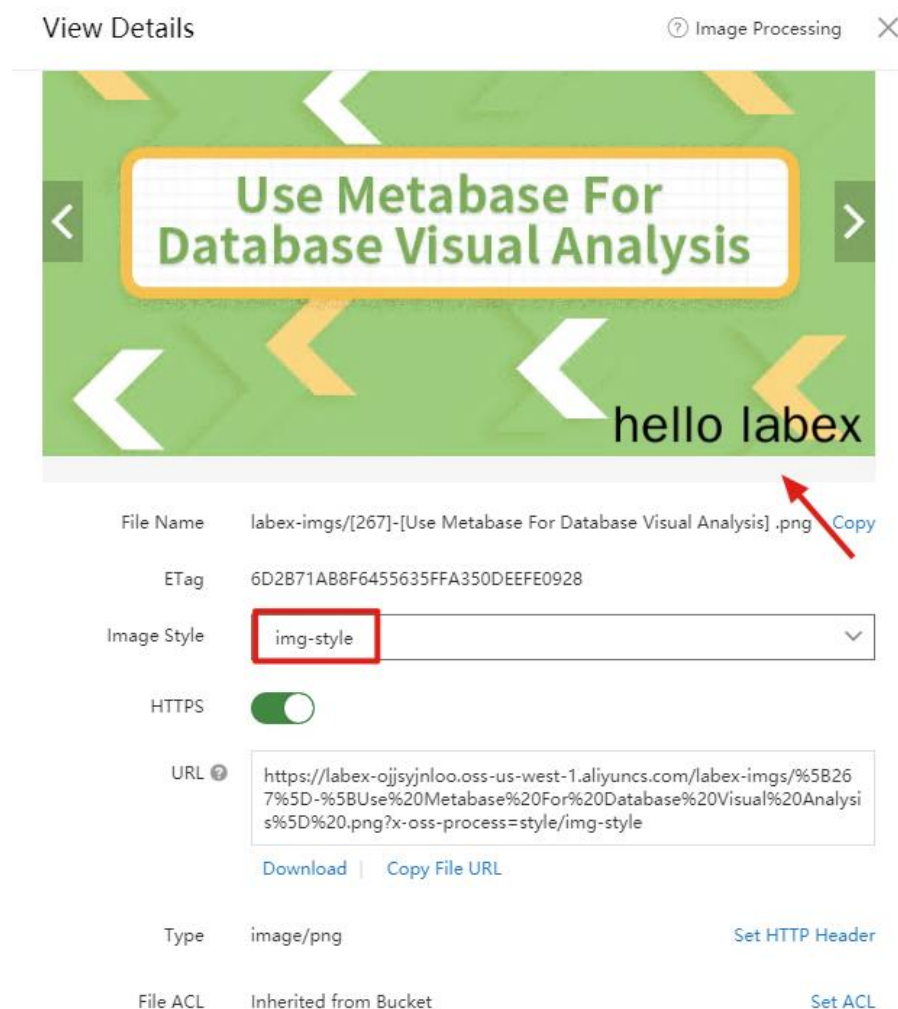 View Details
Image Processing
Use Metabase For
Database Visual Analysis
hello labex
File Name labex-imgs/[267]-[Use Metabase For Database Visual Analysis] .png Copy
ETag 6D2B71AB8F6455635FFA350DEEFE0928
Image Style img-style
HTTPS
URL
https://labex-ojjsyjnloo.oss-us-west-1.aliyuncs.com/labex-imgs/%5B26
7%5D-%5BUse%20Metabase%20For%20Database%20Visual%20Analysi
s%5D%20.png?x-oss-process=style/img-style
Download Copy File URL
Type image/png Set HTTP Header
File ACL Inherited from Bucket Set ACL